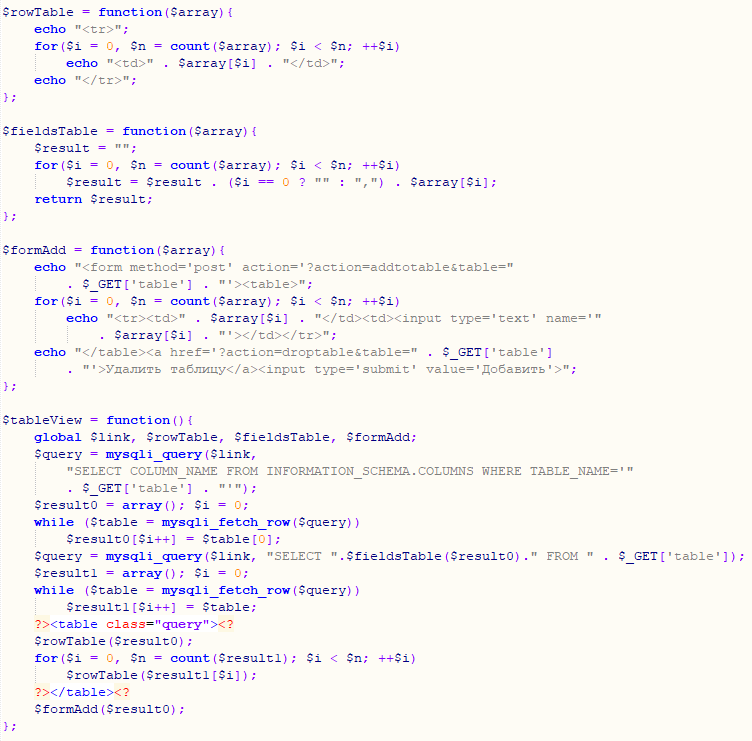 $rowTable = function($array){
    echo "<tr>";
    for($i = 0, $n = count($array); $i < $n; ++$i)
        echo "<td>" . $array[$i] . "</td>";
    echo "</tr>";
};

$fieldsTable = function($array){
    $result = "";
    for($i = 0, $n = count($array); $i < $n; ++$i)
        $result = $result . ($i == 0 ? "" : ",") . $array[$i];
    return $result;
};

$formAdd = function($array){
    echo "<form method='post' action='?action=addtotable&table="
        . $_GET['table'] . "'><table>";
    for($i = 0, $n = count($array); $i < $n; ++$i)
        echo "<tr><td>" . $array[$i] . "</td><td><input type='text' name='"
            . $array[$i] . "'></td></tr>";
    echo "</table><a href='?action=droptable&table=" . $_GET['table']
        . "'>Удалить таблицу</a><input type='submit' value='Добавить'>";
};

$tableView = function(){
    global $link, $rowTable, $fieldsTable, $formAdd;
    $query = mysqli_query($link,
        "SELECT COLUMN_NAME FROM INFORMATION_SCHEMA.COLUMNS WHERE TABLE_NAME='"
        . $_GET['table'] . "'");
    $result0 = array(); $i = 0;
    while ($table = mysqli_fetch_row($query))
        $result0[$i++] = $table[0];
    $query = mysqli_query($link, "SELECT ".$fieldsTable($result0)." FROM " . $_GET['table']);
    $result1 = array(); $i = 0;
    while ($table = mysqli_fetch_row($query))
        $result1[$i++] = $table;
    ?><table class="query"><?
    $rowTable($result0);
    for($i = 0, $n = count($result1); $i < $n; ++$i)
        $rowTable($result1[$i]);
    ?></table><?
    $formAdd($result0);
};